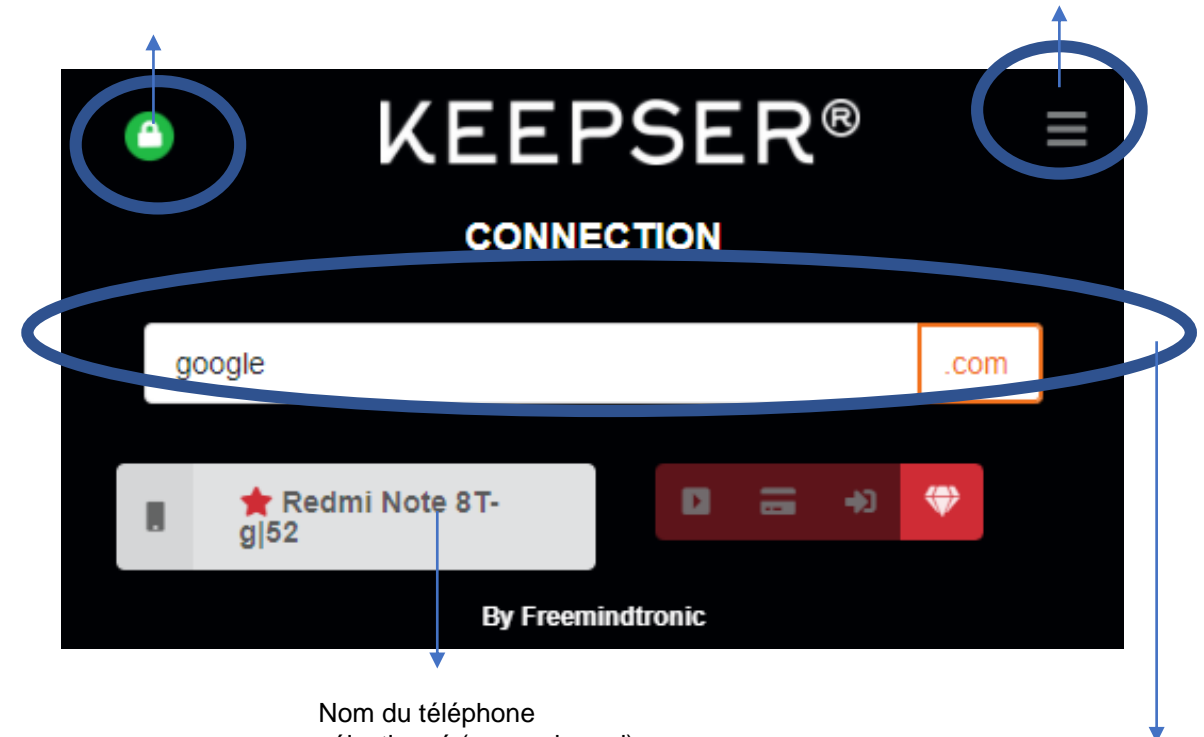 KEEPSER®
CONNECTION
google .com
Redmi Note 8T-
g|52
By Freemindtronic
Nom du téléphone